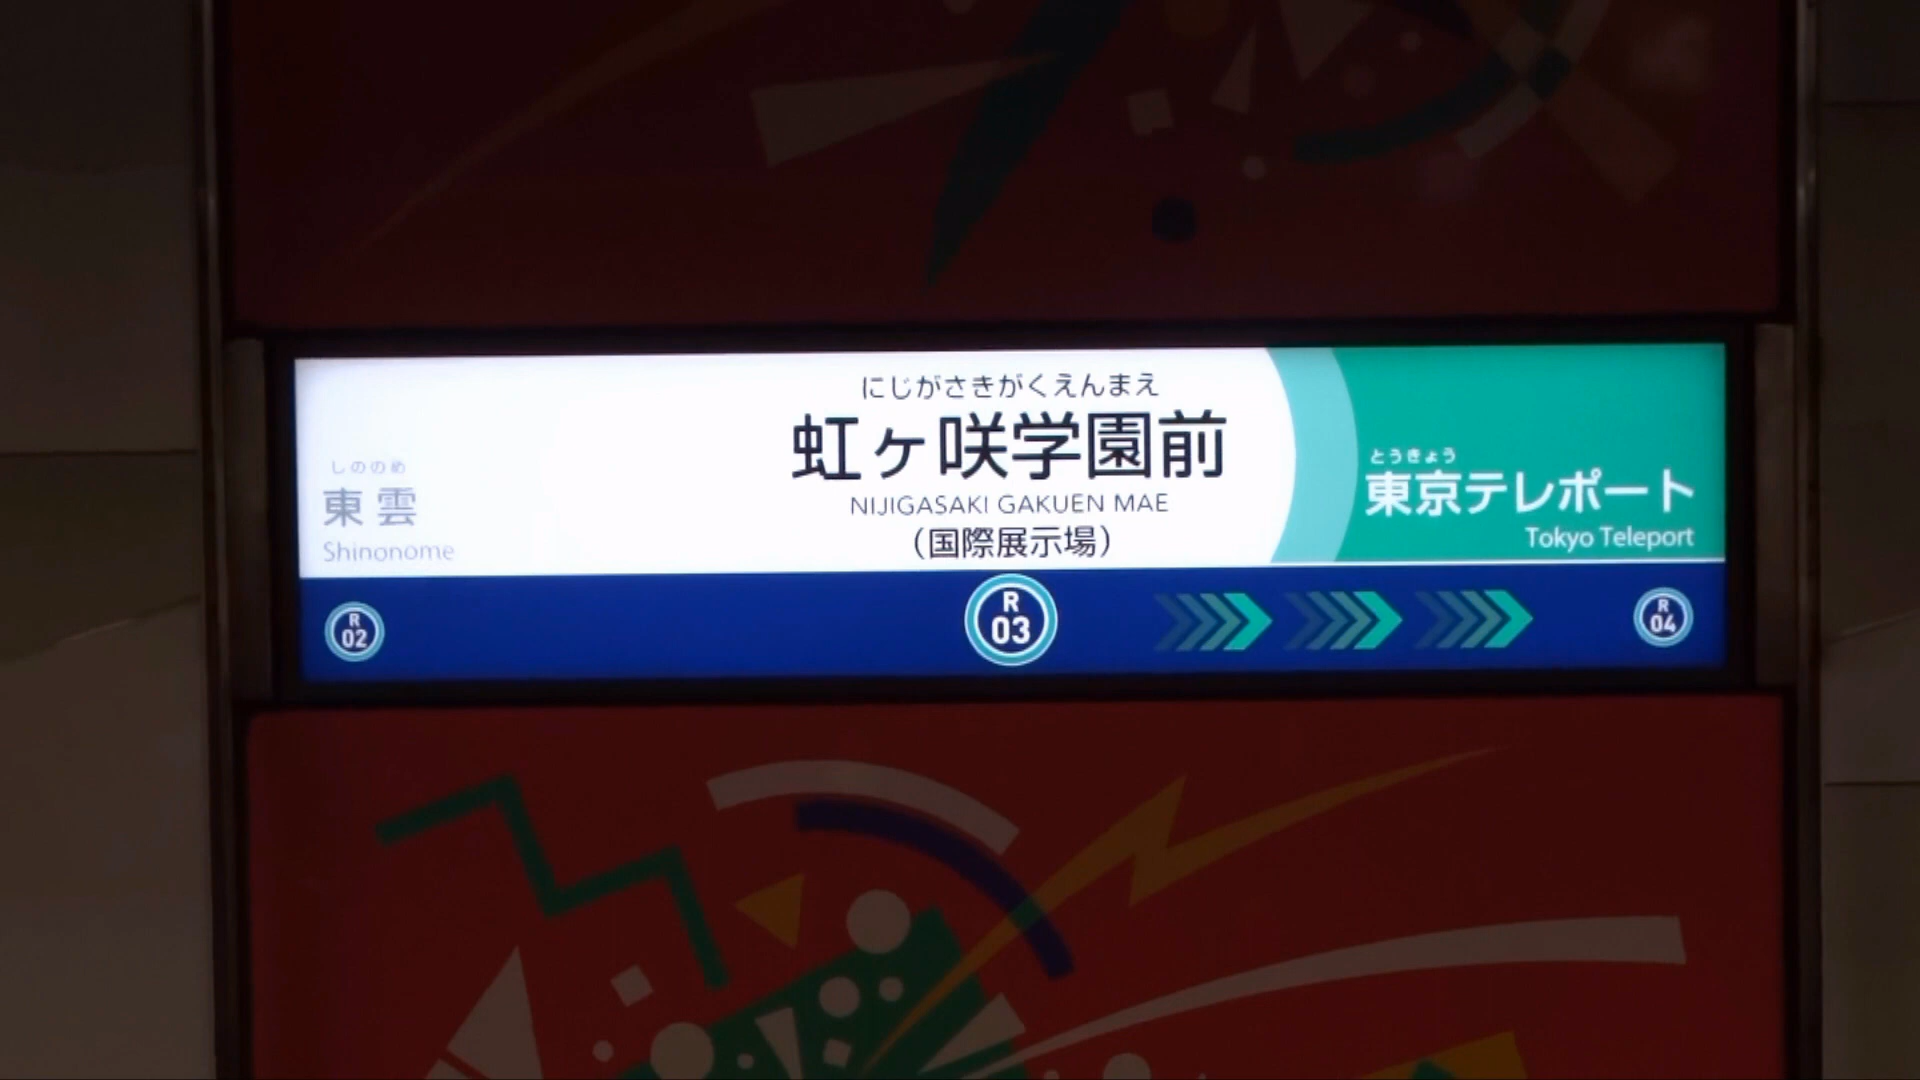 しののめ
東雲
Shinonome
R
02
にじがさきがくえんまえ
虹ヶ咲学園前
NIJIGASAKI GAKUEN MAE
（国際展示場）
R
03
とうきょう
東京テレポート
Tokyo Teleport
R
04